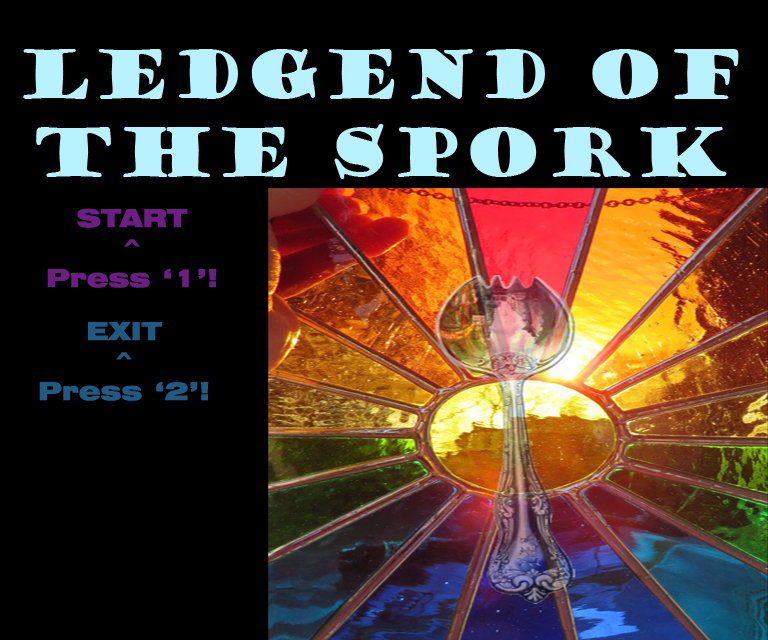 LEDGEND OF
THE SPORK
START
^
Press ‘1’!
EXIT
^
Press ‘2’!